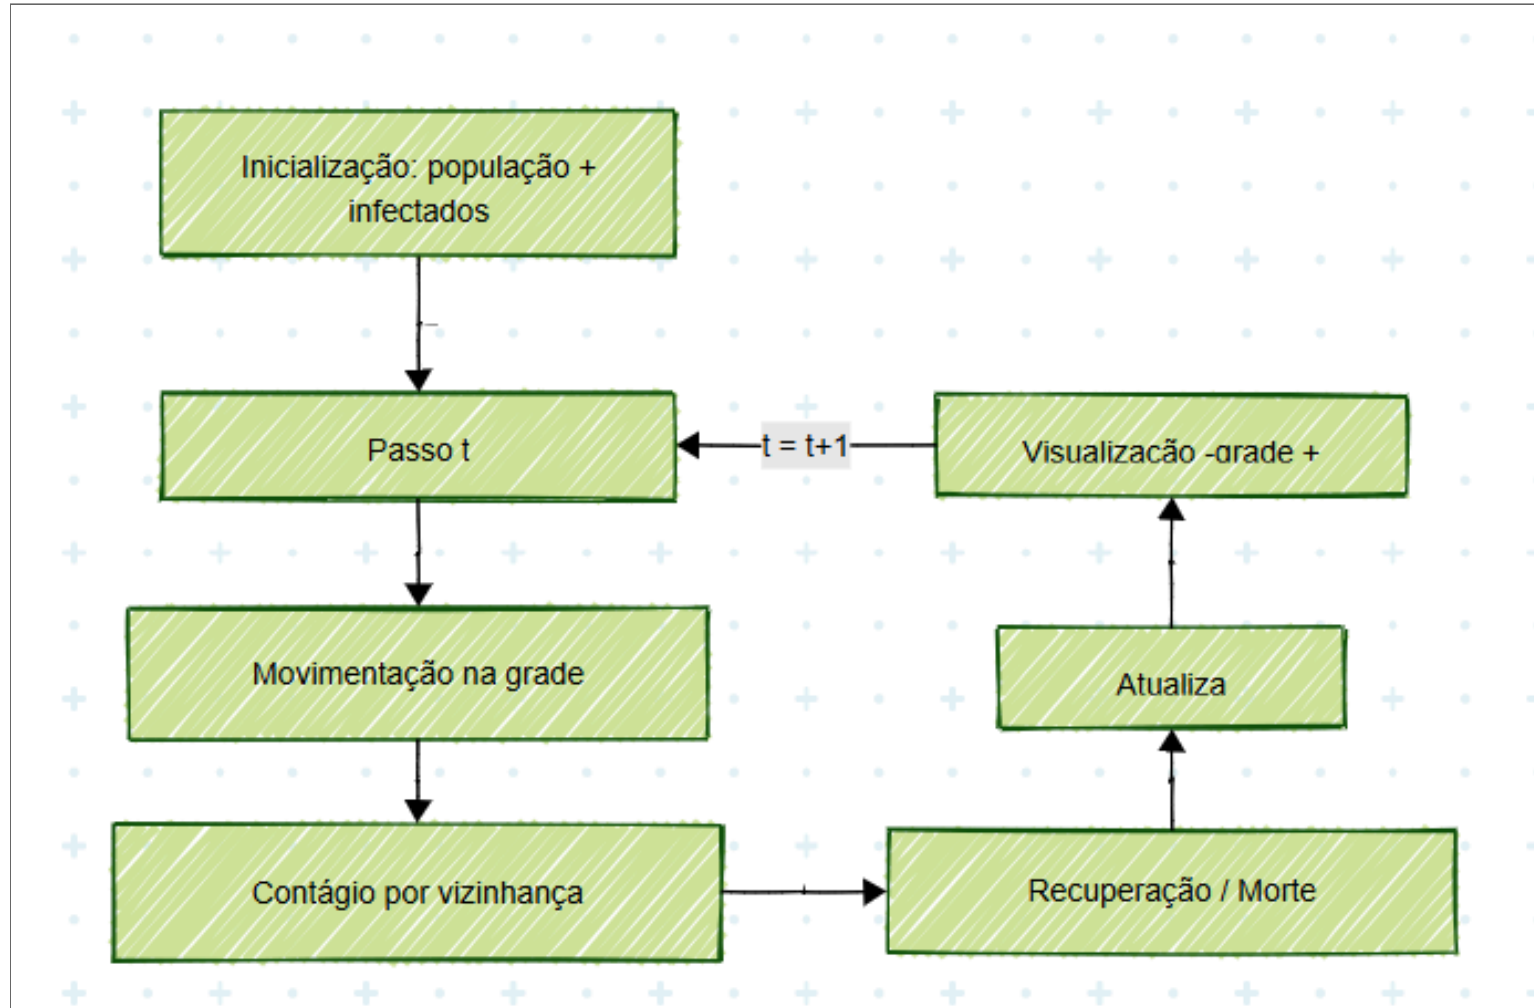 Inicialização: população +
infectados
Passo t
t = t+1
Visualização -grade +
Movimentação na grade
Atualiza
Contágio por vizinhança
Recuperação / Morte